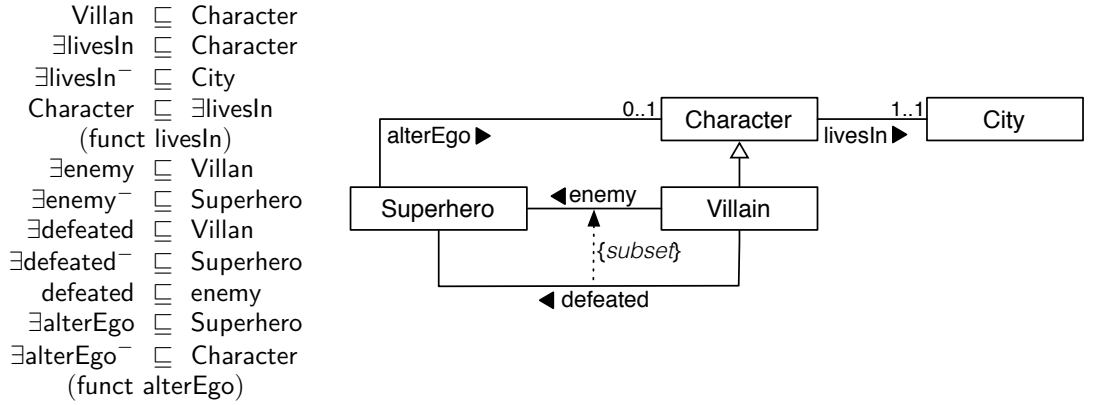 Villan ⊑ Character
∃livesIn ⊑ Character
∃livesIn⁻ ⊑ City
Character ⊑ ∃livesIn
(funct livesIn)
∃enemy ⊑ Villan
∃enemy⁻ ⊑ Superhero
∃defeated ⊑ Villan
∃defeated⁻ ⊑ Superhero
defeated ⊑ enemy
∃alterEgo ⊑ Superhero
∃alterEgo⁻ ⊑ Character
(funct alterEgo)
0..1
Character
1..1
City
alterEgo ▶
livesIn ▶
Superhero
◀ enemy
Villain
{subset}
◀ defeated